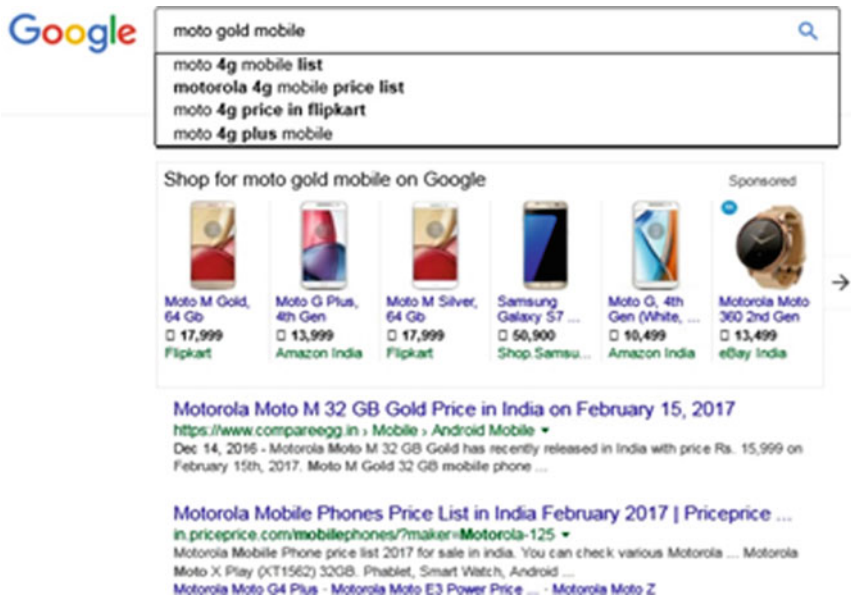 Google
moto gold mobile
moto 4g mobile list
motorola 4g mobile price list
moto 4g price in flipkart
moto 4g plus mobile
Shop for moto gold mobile on Google
Sponsored
Moto M Gold,
64 Gb
17,999
Flipkart
Moto G Plus,
4th Gen
13,999
Amazon India
Moto M Silver,
64 Gb
17,999
Flipkart
Samsung
Galaxy S7 ...
50,900
Shop.Samsu...
Moto G, 4th
Gen (White, ...
10,499
Amazon India
Motorola Moto
360 2nd Gen
13,499
eBay India
Motorola Moto M 32 GB Gold Price in India on February 15, 2017
https://www.compareegg.in › Mobile › Android Mobile
Dec 14, 2016 - Motorola Moto M 32 GB Gold has recently released in India with price Rs. 15,999 on
February 15th, 2017. Moto M Gold 32 GB mobile phone ...
Motorola Mobile Phones Price List in India February 2017 | Priceprice ...
in.priceprice.com/mobilephones/?maker=Motorola-125
Motorola Mobile Phone price list 2017 for sale in india. You can check various Motorola ... Motorola
Moto X Play (XT1562) 32GB. Phablet, Smart Watch, Android ...
Motorola Moto G4 Plus - Motorola Moto E3 Power Price ... - Motorola Moto Z